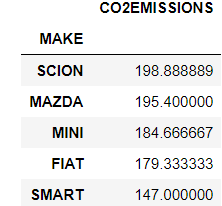 CO2EMISSIONS
MAKE
SCION 198.888889
MAZDA 195.400000
MINI 184.666667
FIAT 179.333333
SMART 147.000000